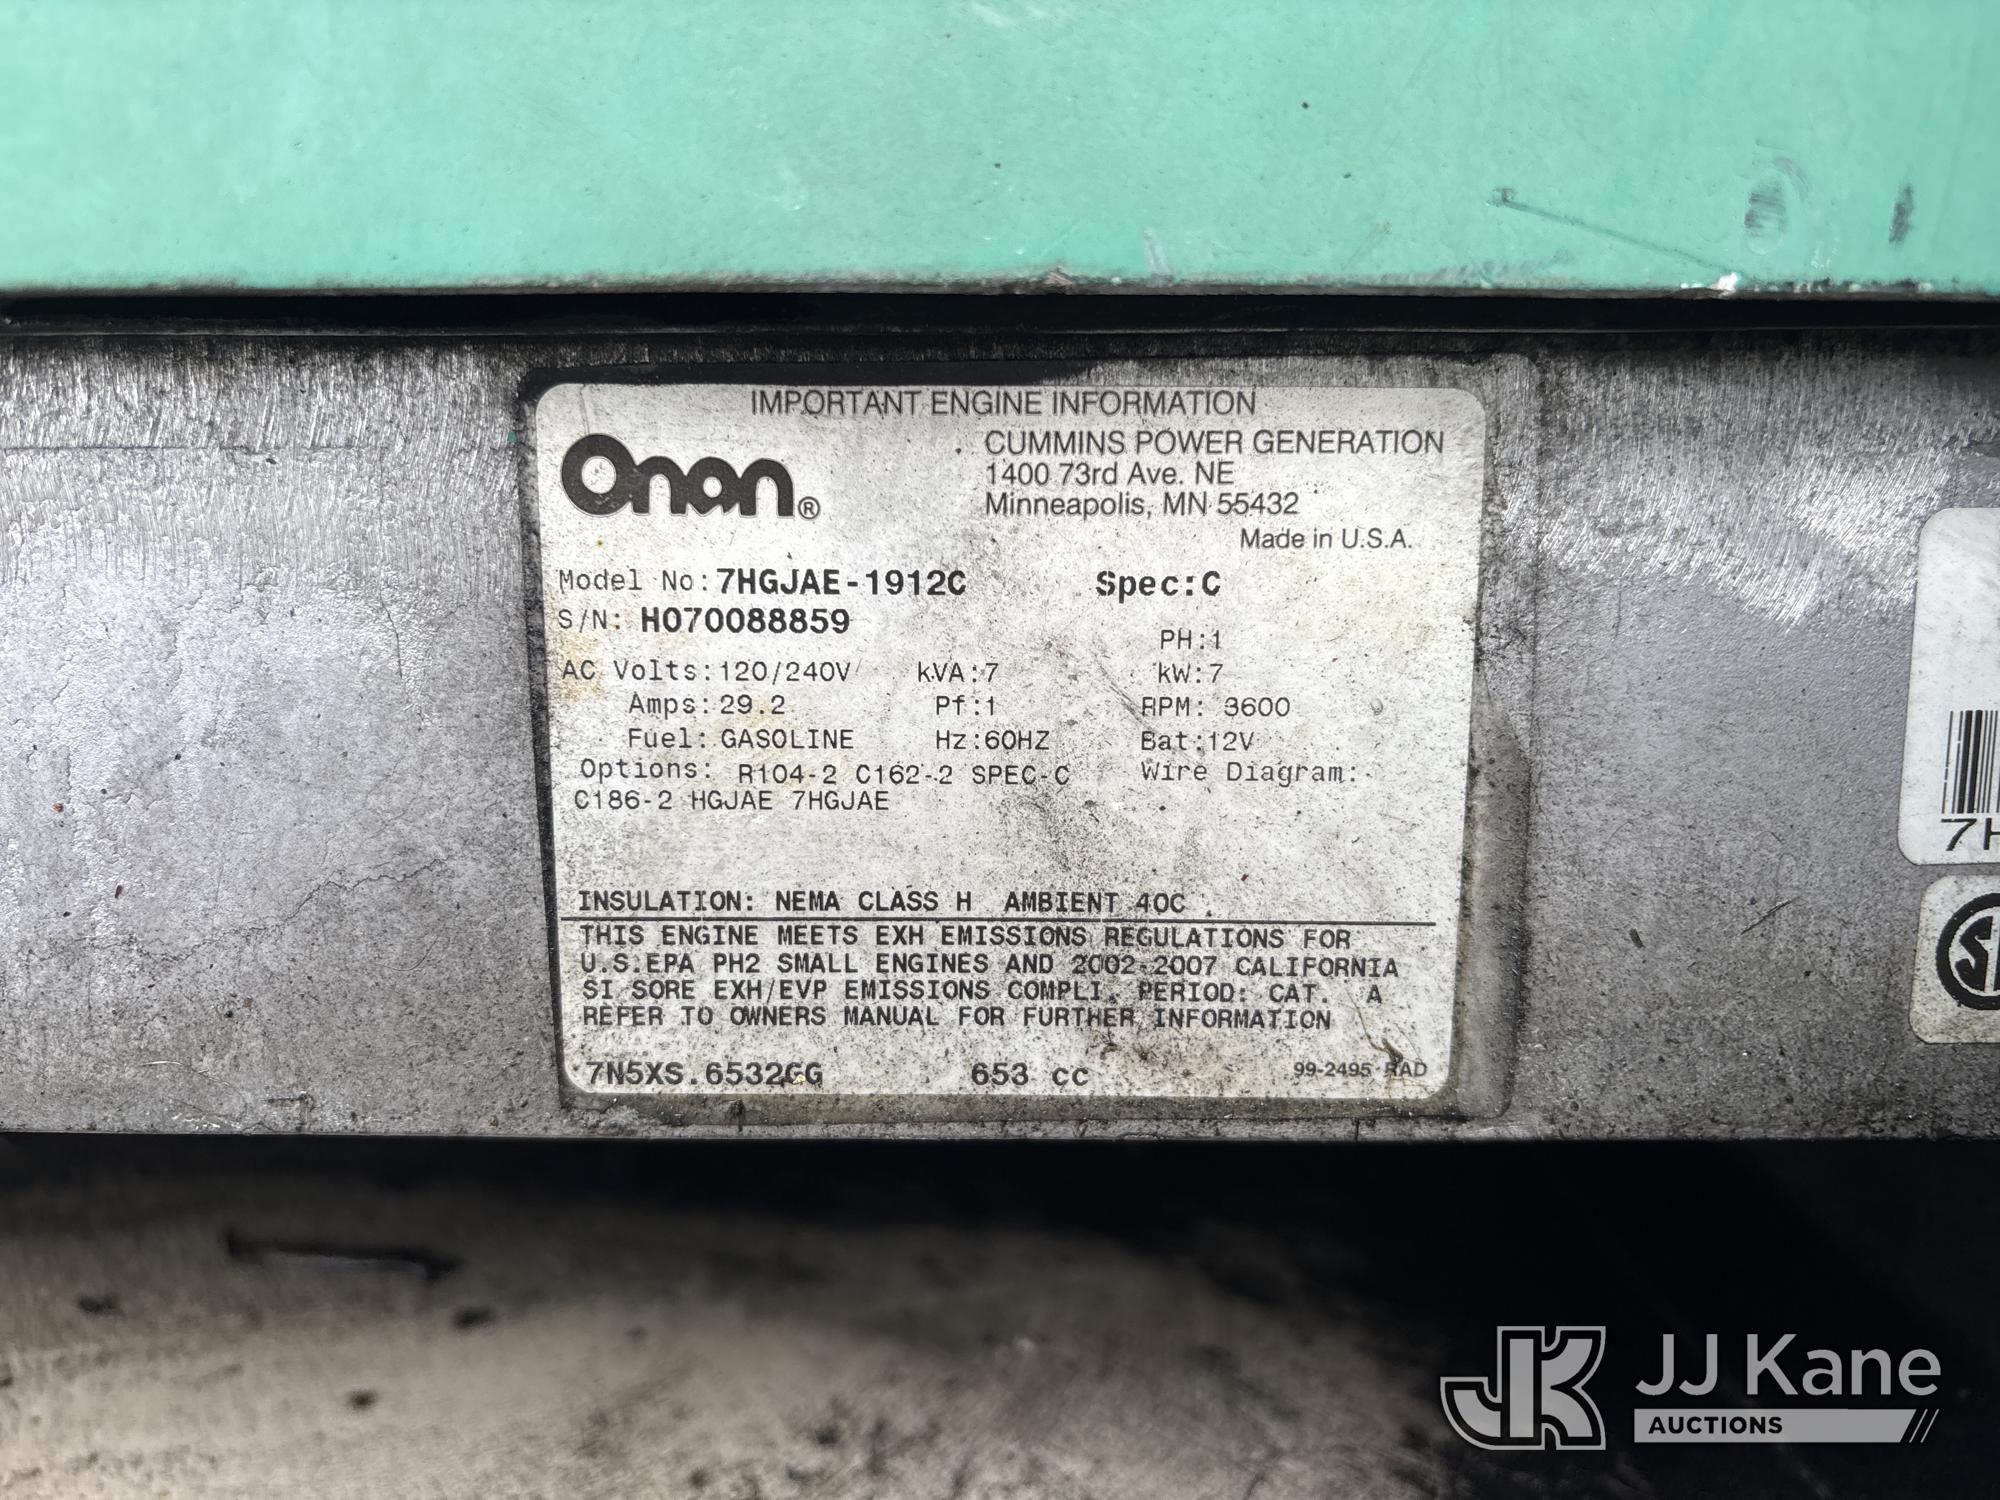 IMPORTANT ENGINE INFORMATION
Onan®
CUMMINS POWER GENERATION
1400 73rd Ave. NE
Minneapolis, MN 55432
Made in U.S.A.
Model No: 7HGJAE-1912C Spec:C
S/N: H070088859
PH:1
AC Volts: 120/240V kVA:7 kW:7
Amps: 29.2 Pf:1 RPM: 3600
Fuel: GASOLINE Hz:60HZ Bat:12V
Options: R104-2 C162-2 SPEC-C Wire Diagram:
C186-2 HGJAE 7HGJAE
INSULATION: NEMA CLASS H AMBIENT 40C
THIS ENGINE MEETS EXH EMISSIONS REGULATIONS FOR
U.S.EPA PH2 SMALL ENGINES AND 2002-2007 CALIFORNIA
SI SORE EXH/EVP EMISSIONS COMPLI. PERIOD: CAT. A
REFER TO OWNERS MANUAL FOR FURTHER INFORMATION
7N5XS.6532GG 653 cc 99-2495 RAD
7H
JK JJ Kane
AUCTIONS